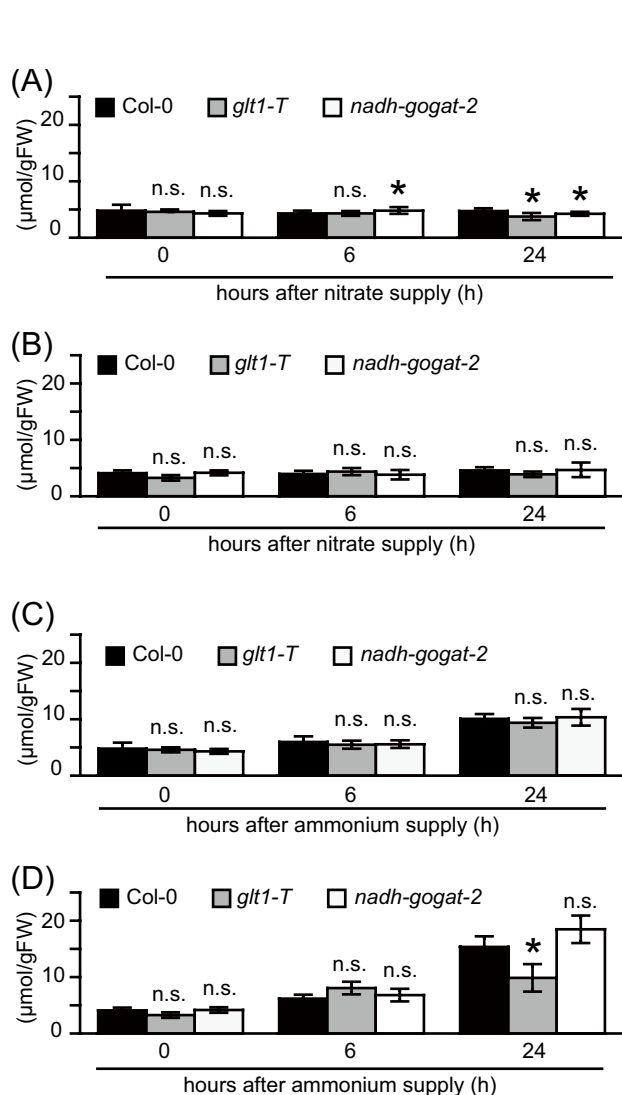 (A)
Col-0 glt1-T nadh-gogat-2
(µmol/gFW)
20
10
0
n.s. n.s. n.s. * * *
0 6 24
hours after nitrate supply (h)
(B)
Col-0 glt1-T nadh-gogat-2
(µmol/gFW)
20
10
0
n.s. n.s. n.s. n.s. n.s. n.s.
0 6 24
hours after nitrate supply (h)
(C)
Col-0 glt1-T nadh-gogat-2
(µmol/gFW)
20
10
0
n.s. n.s. n.s. n.s. n.s. n.s.
0 6 24
hours after ammonium supply (h)
(D)
Col-0 glt1-T nadh-gogat-2
(µmol/gFW)
20
10
0
n.s. n.s. n.s. n.s. * n.s.
0 6 24
hours after ammonium supply (h)